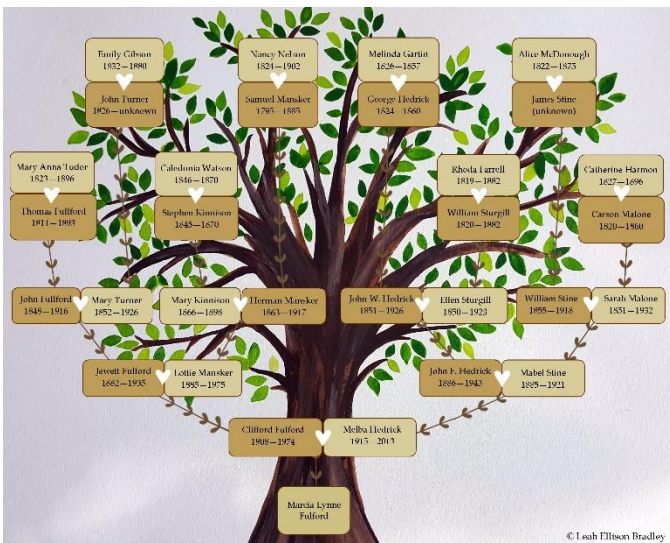 Emily Gibson
1832—1880
Nancy Nelson
1824—1902
Melinda Gartin
1826—1857
Alice McDonough
1822—1873
John Turner
1826—unknown
Samuel Mansker
1795—1885
George Hedrick
1824—1860
James Stine
(unknown)
Mary Anna Tudor
1823—1896
Caledonia Watson
1846—1870
Rhoda Farrell
1819—1882
Catherine Harmon
1827—1896
Thomas Fullford
1811—1893
Stephen Kinnison
1845—1870
William Sturgill
1820—1882
Carson Malone
1820—1860
John Fullford
1848—1916
Mary Turner
1852—1926
Mary Kinnison
1866—1898
Herman Mansker
1863—1917
John W. Hedrick
1851—1926
Ellen Sturgill
1850—1923
William Stine
1855—1918
Sarah Malone
1851—1932
Jewett Fulford
1882—1935
Lottie Mansker
1885—1975
John F. Hedrick
1886—1943
Mabel Stine
1885—1921
Clifford Fulford
1908—1974
Melba Hedrick
1915—2013
Marcia Lynne
Fulford
© Leah Ellison Bradley